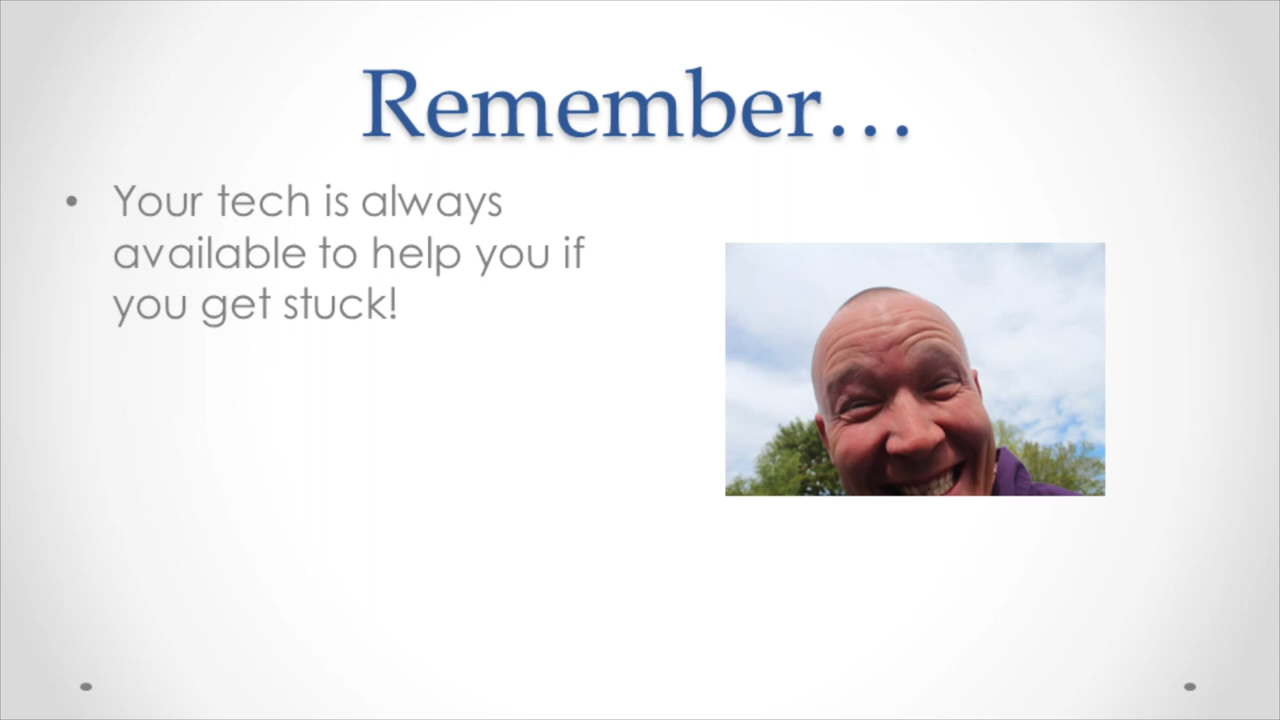 Remember…
• Your tech is always
available to help you if
you get stuck!